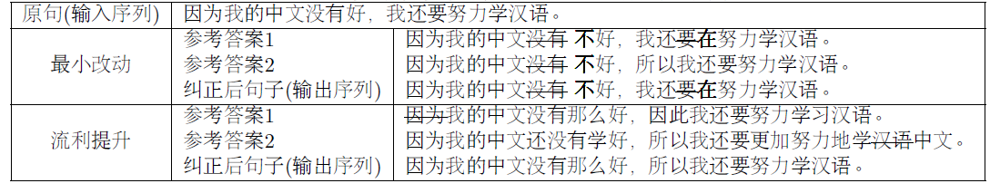 原句(输入序列) 因为我的中文没有好，我还要努力学汉语。
参考答案1 因为我的中文没有 不好，我还要在努力学汉语。
最小改动 参考答案2 因为我的中文没有 不好，所以我还要努力学汉语。
纠正后句子(输出序列) 因为我的中文没有 不好，我还要在努力学汉语。
参考答案1 因为我的中文没有那么好，因此我还要努力学习汉语。
流利提升 参考答案2 因为我的中文还没有学好，所以我还要更加努力地学汉语中文。
纠正后句子(输出序列) 因为我的中文没有那么好，所以我还要努力学汉语。